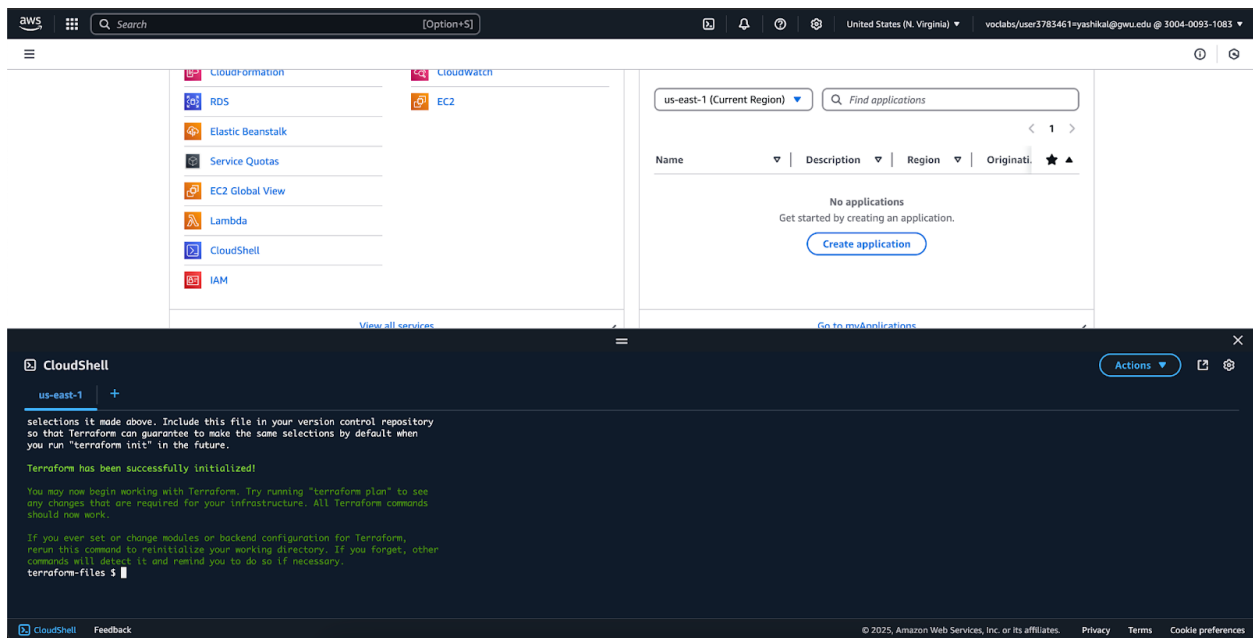 aws
Search [Option+S]
United States (N. Virginia) ▼
voclabs/user3783461=yashikal@gwu.edu @ 3004-0093-1083 ▼
CloudFormation
CloudWatch
RDS
EC2
Elastic Beanstalk
Service Quotas
EC2 Global View
Lambda
CloudShell
IAM
View all services
us-east-1 (Current Region) ▼
Find applications
1
Name Description Region Originati.
No applications
Get started by creating an application.
Create application
Go to myApplications
CloudShell
Actions ▼
us-east-1 +
selections it made above. Include this file in your version control repository
so that Terraform can guarantee to make the same selections by default when
you run "terraform init" in the future.
Terraform has been successfully initialized!
You may now begin working with Terraform. Try running "terraform plan" to see
any changes that are required for your infrastructure. All Terraform commands
should now work.
If you ever set or change modules or backend configuration for Terraform,
rerun this command to reinitialize your working directory. If you forget, other
commands will detect it and remind you to do so if necessary.
terraform-files $
CloudShell Feedback
© 2025, Amazon Web Services, Inc. or its affiliates. Privacy Terms Cookie preferences